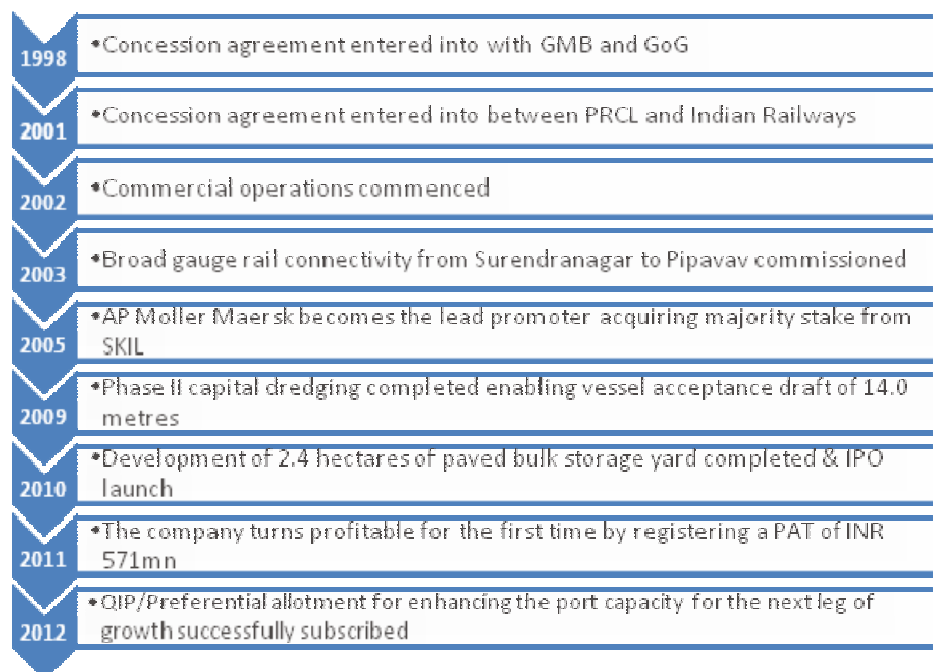 1998
•Concession agreement entered into with GMB and GoG
2001
•Concession agreement entered into between PRCL and Indian Railways
2002
•Commercial operations commenced
2003
•Broad gauge rail connectivity from Surendranagar to Pipavav commissioned
2005
•AP Moller Maersk becomes the lead promoter acquiring majority stake from
SKIL
2009
•Phase II capital dredging completed enabling vessel acceptance draft of 14.0
metres
2010
•Development of 2.4 hectares of paved bulk storage yard completed & IPO
launch
2011
•The company turns profitable for the first time by registering a PAT of INR
571mn
2012
•QIP/Preferential allotment for enhancing the port capacity for the next leg of
growth successfully subscribed